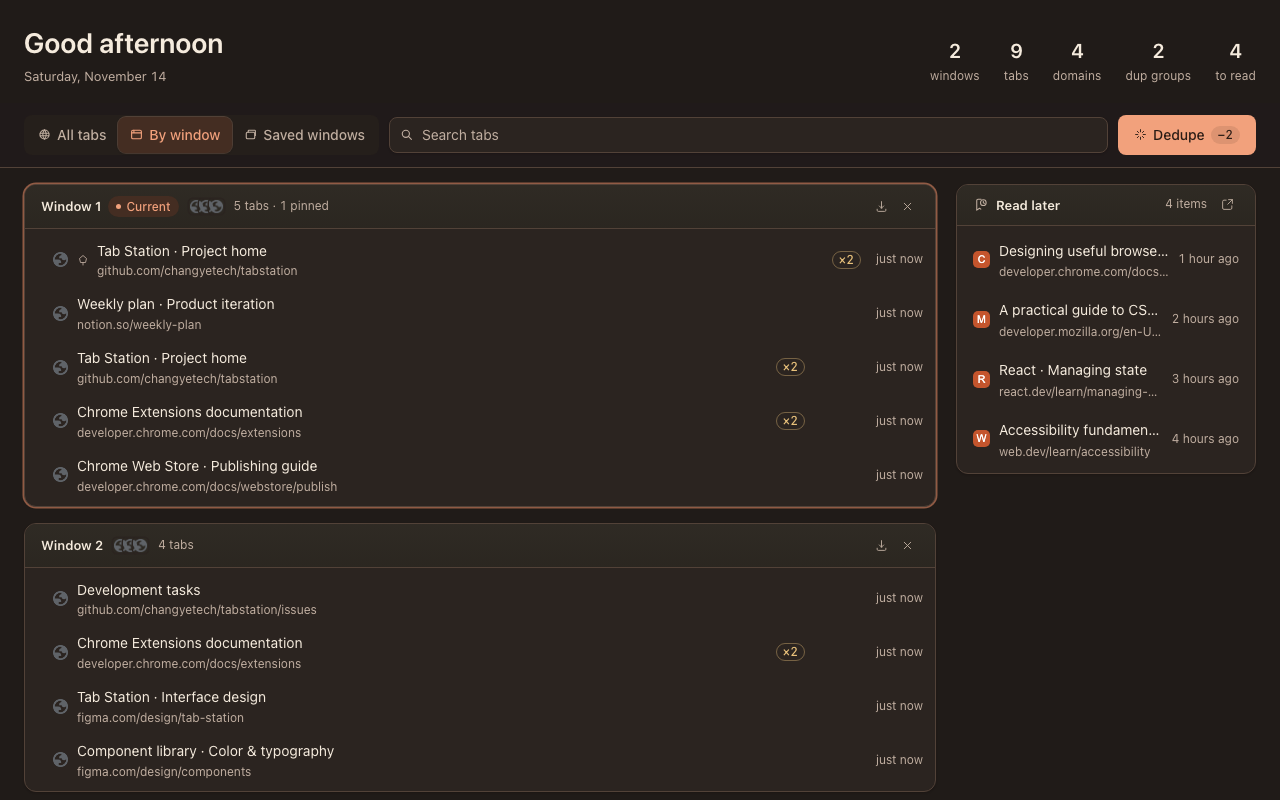 Good afternoon
Saturday, November 14
2 windows
9 tabs
4 domains
2 dup groups
4 to read
All tabs
By window
Saved windows
Search tabs
Dedupe −2
Window 1 Current 5 tabs · 1 pinned
Tab Station · Project home
github.com/changyetech/tabstation
×2 just now
Weekly plan · Product iteration
notion.so/weekly-plan
just now
Tab Station · Project home
github.com/changyetech/tabstation
×2 just now
Chrome Extensions documentation
developer.chrome.com/docs/extensions
×2 just now
Chrome Web Store · Publishing guide
developer.chrome.com/docs/webstore/publish
just now
Window 2 4 tabs
Development tasks
github.com/changyetech/tabstation/issues
just now
Chrome Extensions documentation
developer.chrome.com/docs/extensions
×2 just now
Tab Station · Interface design
figma.com/design/tab-station
just now
Component library · Color & typography
figma.com/design/components
just now
Read later 4 items
C
Designing useful browse...
developer.chrome.com/docs...
1 hour ago
M
A practical guide to CS...
developer.mozilla.org/en-U...
2 hours ago
R
React · Managing state
react.dev/learn/managing-...
3 hours ago
W
Accessibility fundamen...
web.dev/learn/accessibility
4 hours ago